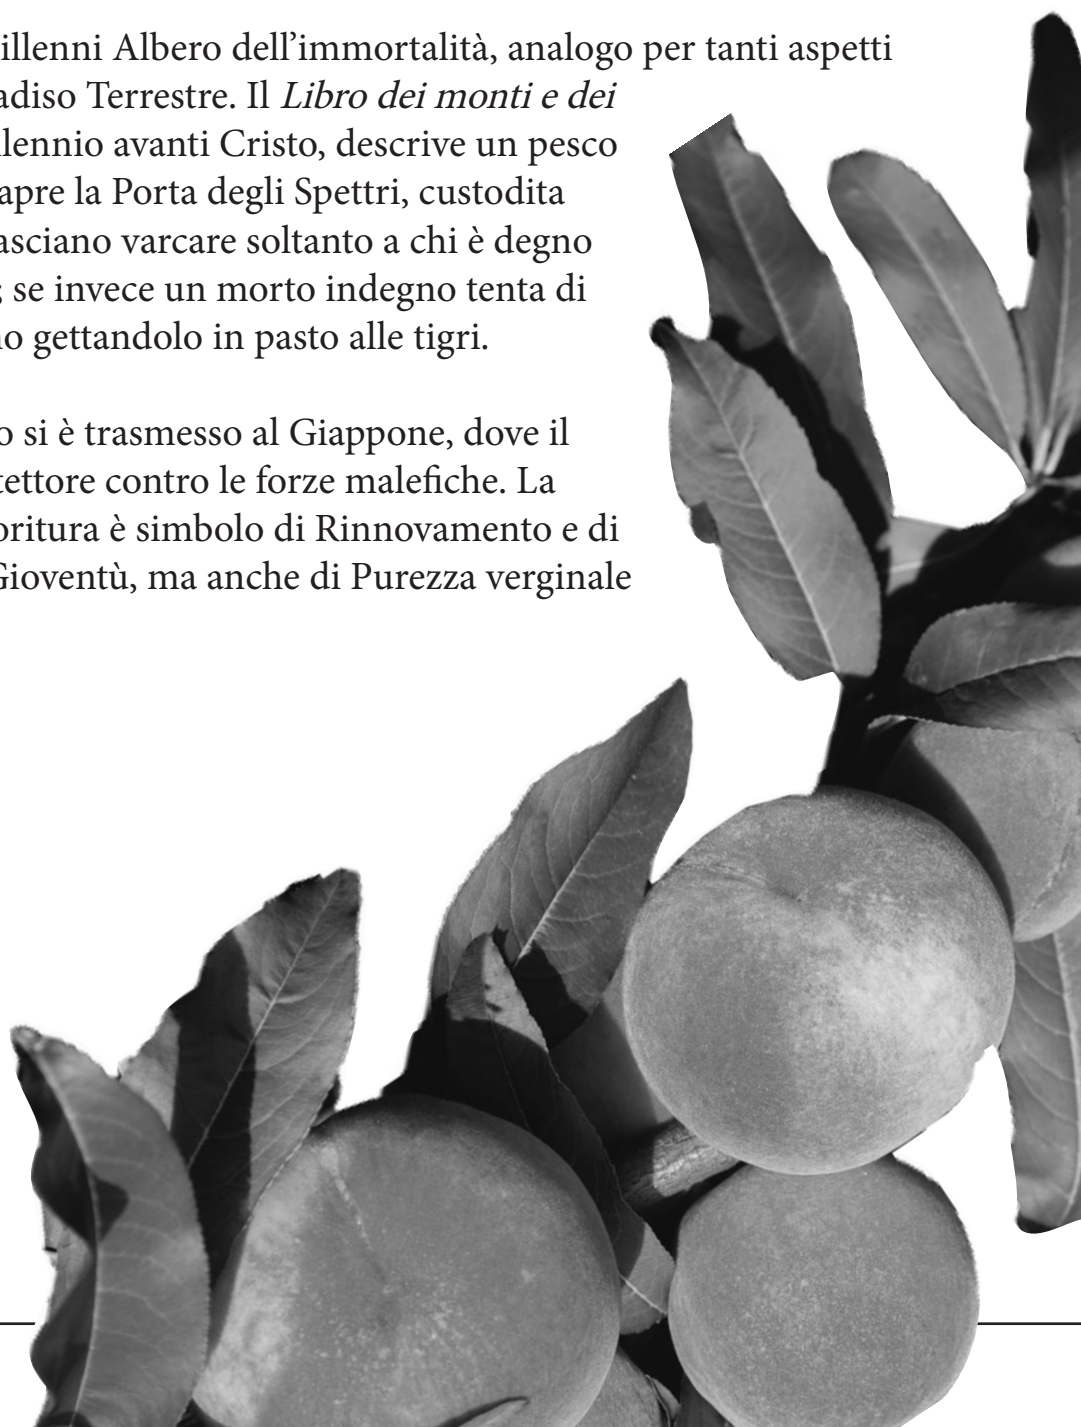 illenni Albero dell’immortalità, analogo per tanti aspetti
adiso Terrestre. Il Libro dei monti e dei
lennio avanti Cristo, descrive un pesco
apre la Porta degli Spettri, custodita
asciano varcare soltanto a chi è degno
; se invece un morto indegno tenta di
no gettandolo in pasto alle tigri.
o si è trasmesso al Giappone, dove il
tettore contro le forze malefiche. La
oritura è simbolo di Rinnovamento e di
Gioventù, ma anche di Purezza verginale